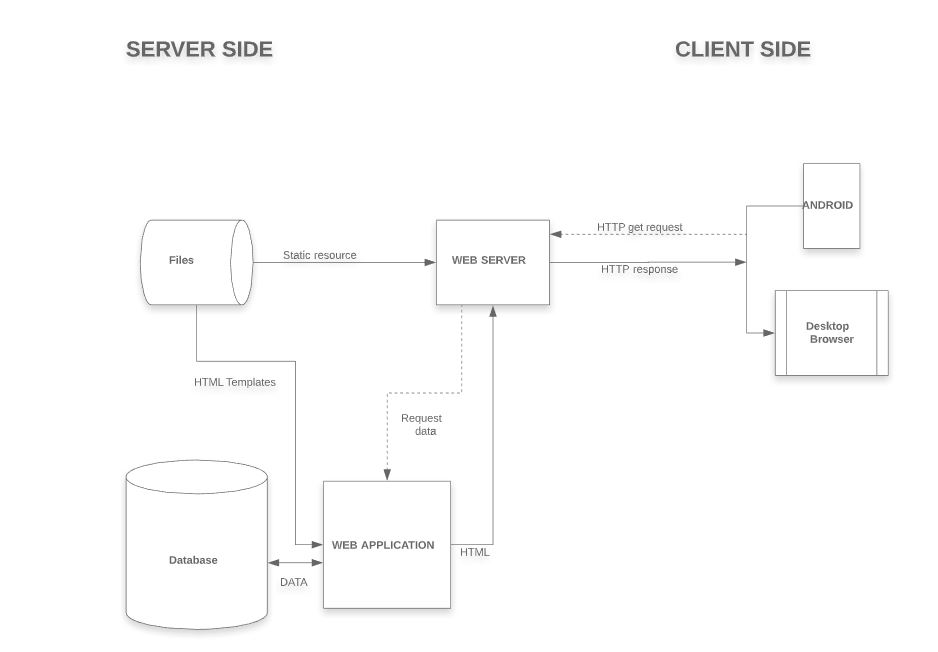 SERVER SIDE
CLIENT SIDE
ANDROID
HTTP get request
Static resource
Files
WEB SERVER
HTTP response
Desktop
Browser
HTML Templates
Request
data
WEB APPLICATION
HTML
Database
DATA